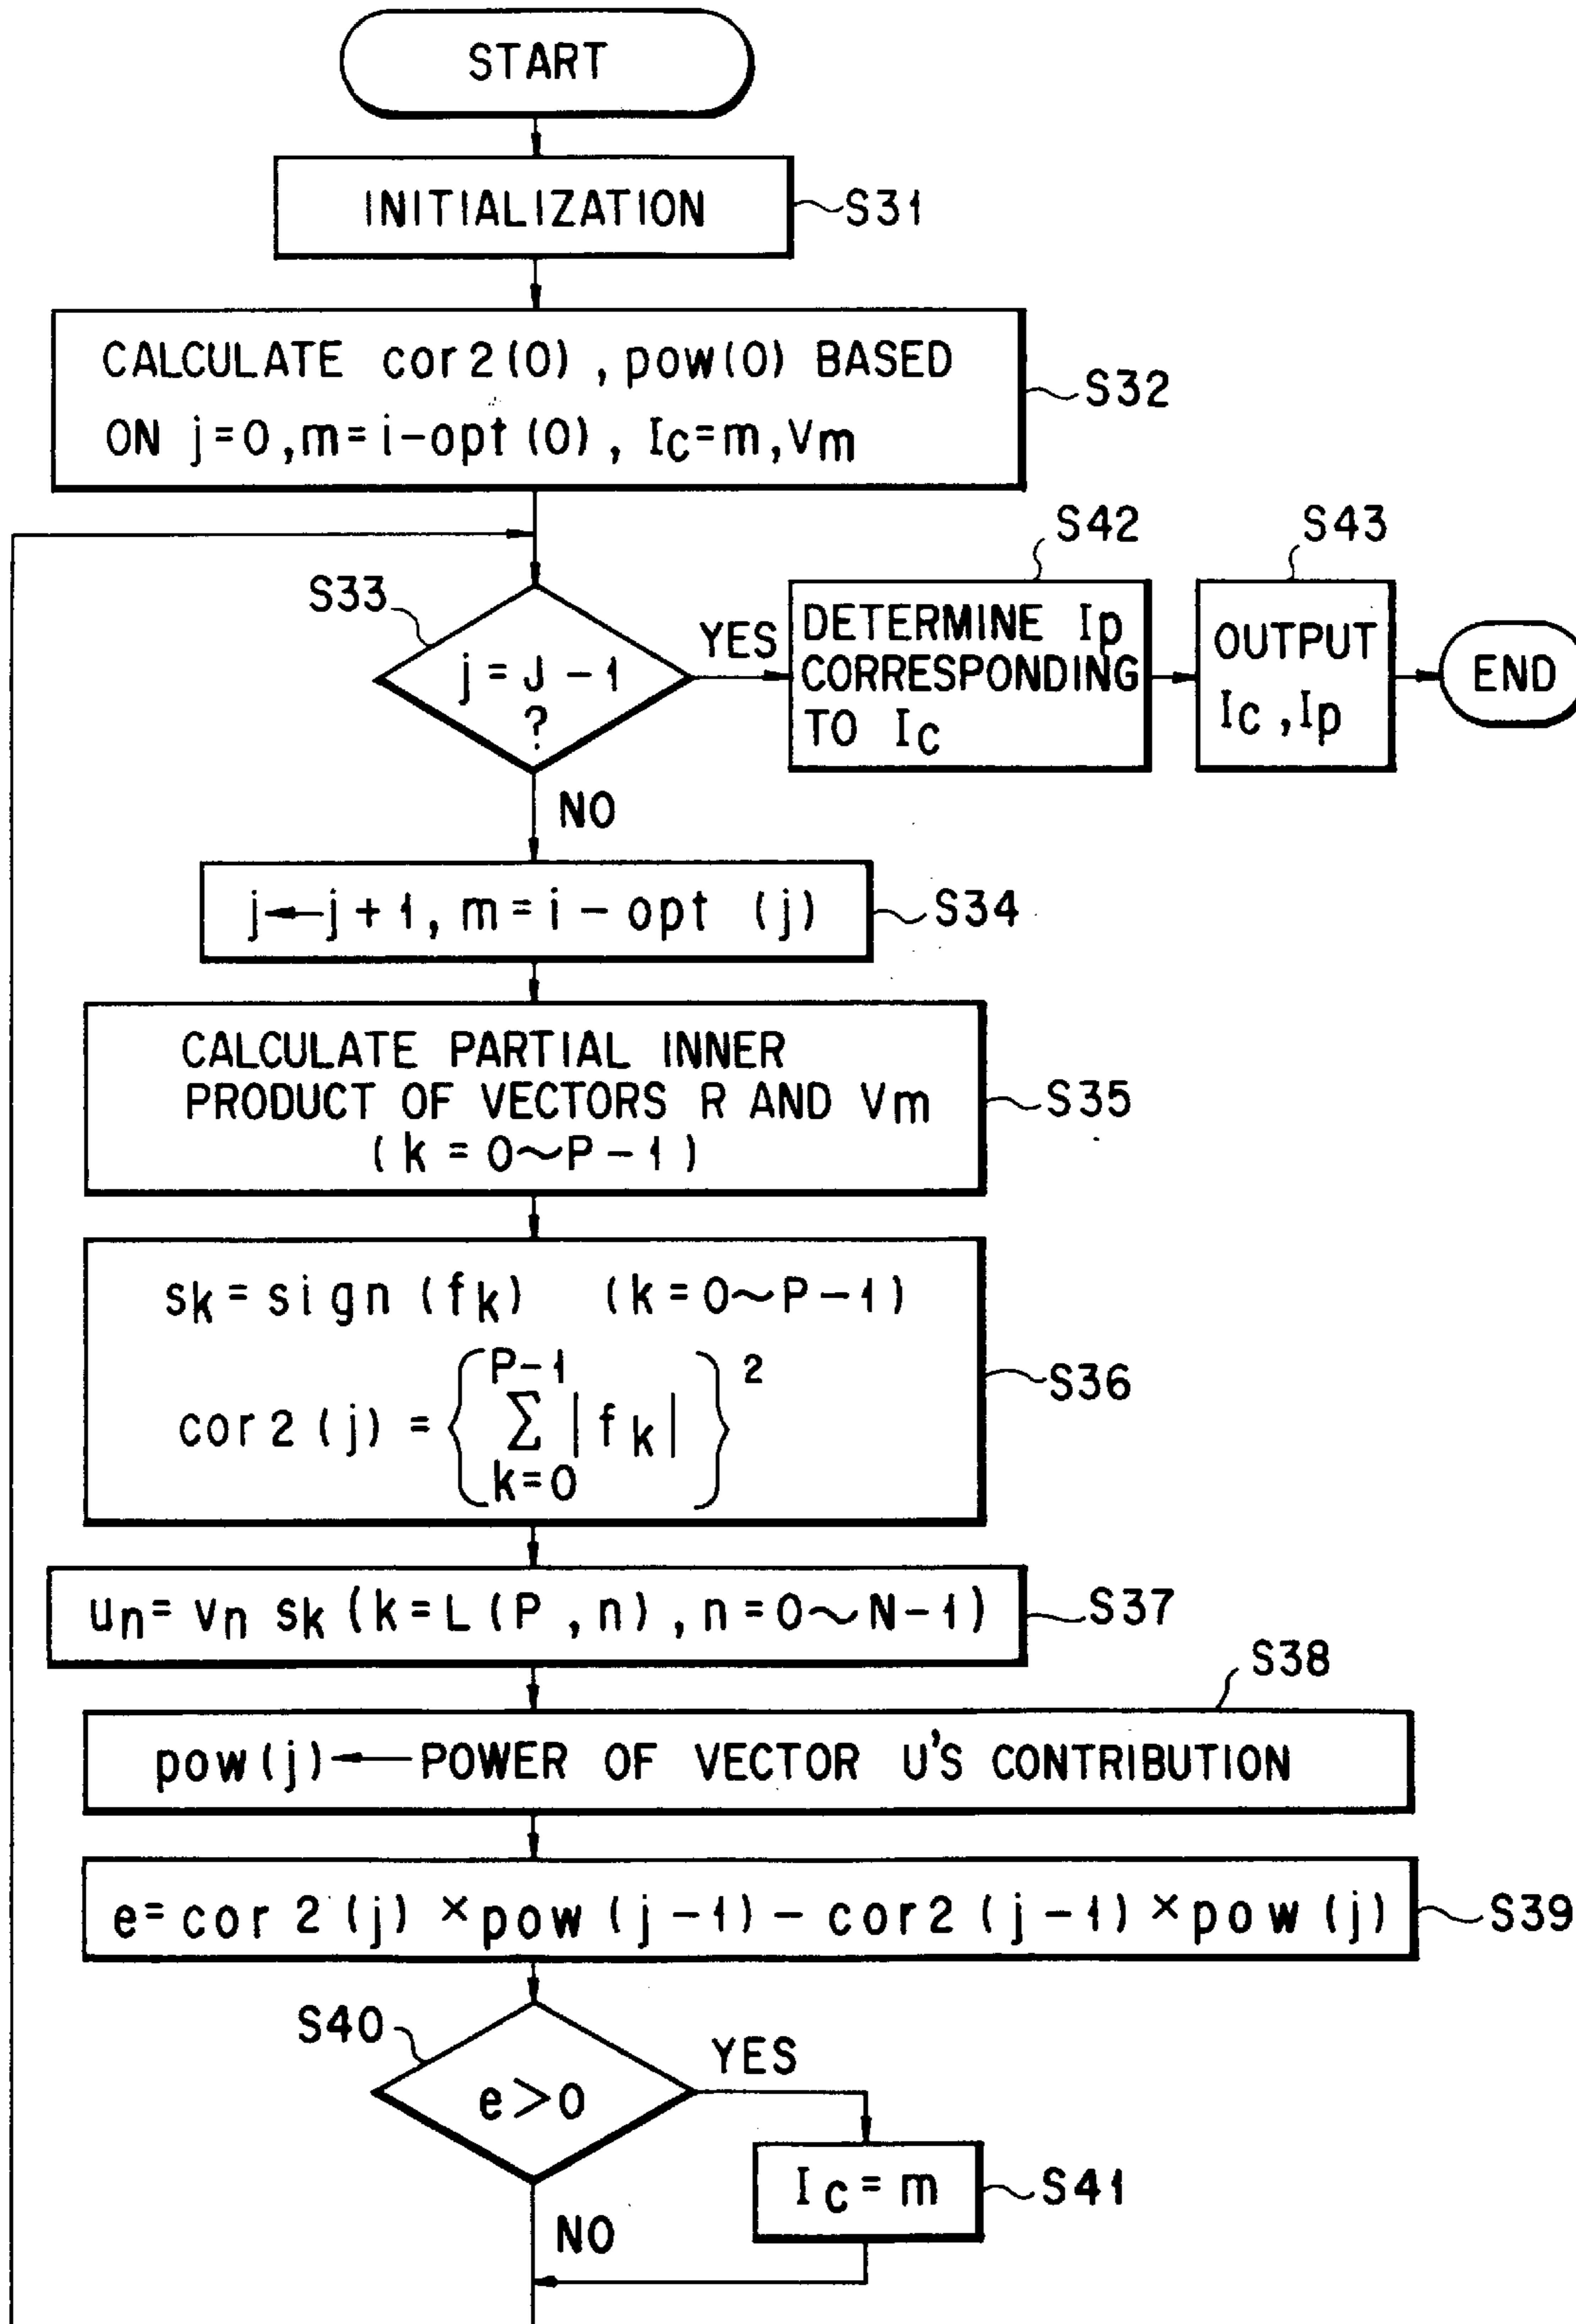 START
INITIALIZATION
S31
CALCULATE cor2(0), pow(0) BASED
ON j=0, m=i-opt(0), Ic=m, Vm
S32
S33
j=J-1
?
YES
S42
DETERMINE Ip
CORRESPONDING
TO Ic
S43
OUTPUT
Ic, Ip
END
NO
j←j+1, m=i-opt (j)
S34
CALCULATE PARTIAL INNER
PRODUCT OF VECTORS R AND Vm
(k=0~P-1)
S35
sk=sign (fk) (k=0~P-1)
cor2 (j) = { P-1 Σ k=0 |fk| } 2
S36
un=vn sk (k=L(P,n), n=0~N-1)
S37
S38
pow(j)←POWER OF VECTOR U'S CONTRIBUTION
e=cor2(j)×pow(j-1)-cor2(j-1)×pow(j)
S39
S40
e>0
YES
Ic=m
S41
NO